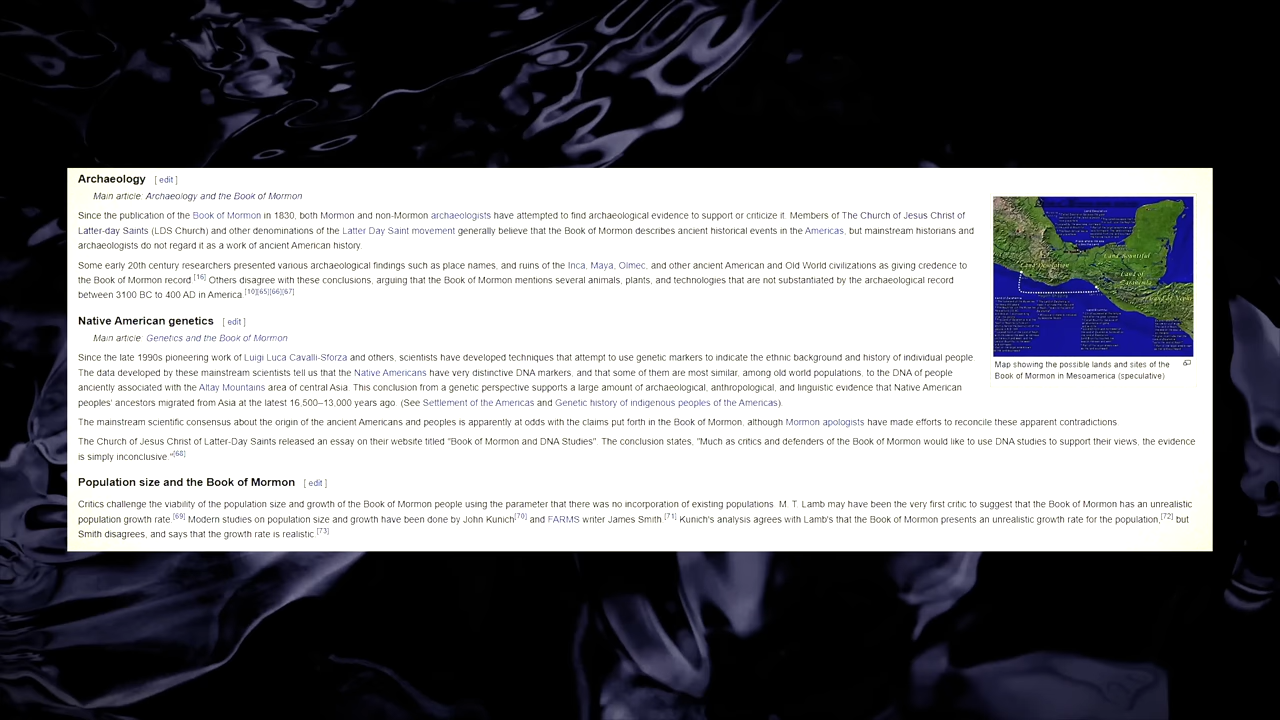 Archaeology [ edit ]
Main article: Archaeology and the Book of Mormon
Since the publication of the Book of Mormon in 1830, both Mormon and non-Mormon archaeologists have attempted to find archaeological evidence to support or criticize it. Members of The Church of Jesus Christ of
Latter-day Saints (LDS Church) and other denominations of the Latter Day Saint movement generally believe that the Book of Mormon describes ancient historical events in the Americas, but mainstream historians and
archaeologists do not regard it as a work of ancient American history.
Some early 20th century researchers presented various archaeological findings such as place names, and ruins of the Inca, Maya, Olmec, and other ancient American and Old World civilizations as giving credence to
the Book of Mormon record.[16] Others disagree with these conclusions, arguing that the Book of Mormon mentions several animals, plants, and technologies that are not substantiated by the archaeological record
between 3100 BC to 400 AD in America.[10][65][66][67]
Land Desolation
Land Bountiful
Land of
Map showing the possible lands and sites of the
Book of Mormon in Mesoamerica (speculative)
Native American genetics [ edit ]
Main article: Genetics and the Book of Mormon
Since the late 1990s pioneering work of Luigi Luca Cavalli-Sforza and others, scientists have developed techniques that attempt to use genetic markers to indicate the ethnic background and history of individual people.
The data developed by these mainstream scientists tell us that the Native Americans have very distinctive DNA markers, and that some of them are most similar, among old world populations, to the DNA of people
anciently associated with the Altay Mountains area of central Asia. This conclusion from a genetic perspective supports a large amount of archaeological, anthropological, and linguistic evidence that Native American
peoples' ancestors migrated from Asia at the latest 16,500–13,000 years ago. (See Settlement of the Americas and Genetic history of indigenous peoples of the Americas).
The mainstream scientific consensus about the origin of the ancient Americans and peoples is apparently at odds with the claims put forth in the Book of Mormon, although Mormon apologists have made efforts to reconcile these apparent contradictions.
The Church of Jesus Christ of Latter-Day Saints released an essay on their website titled "Book of Mormon and DNA Studies". The conclusion states, "Much as critics and defenders of the Book of Mormon would like to use DNA studies to support their views, the evidence
is simply inconclusive."[68]
Population size and the Book of Mormon [ edit ]
Critics challenge the viability of the population size and growth of the Book of Mormon people using the parameter that there was no incorporation of existing populations. M. T. Lamb may have been the very first critic to suggest that the Book of Mormon has an unrealistic
population growth rate.[69] Modern studies on population size and growth have been done by John Kunich[70] and FARMS writer James Smith.[71] Kunich's analysis agrees with Lamb's that the Book of Mormon presents an unrealistic growth rate for the population,[72] but
Smith disagrees, and says that the growth rate is realistic.[73]